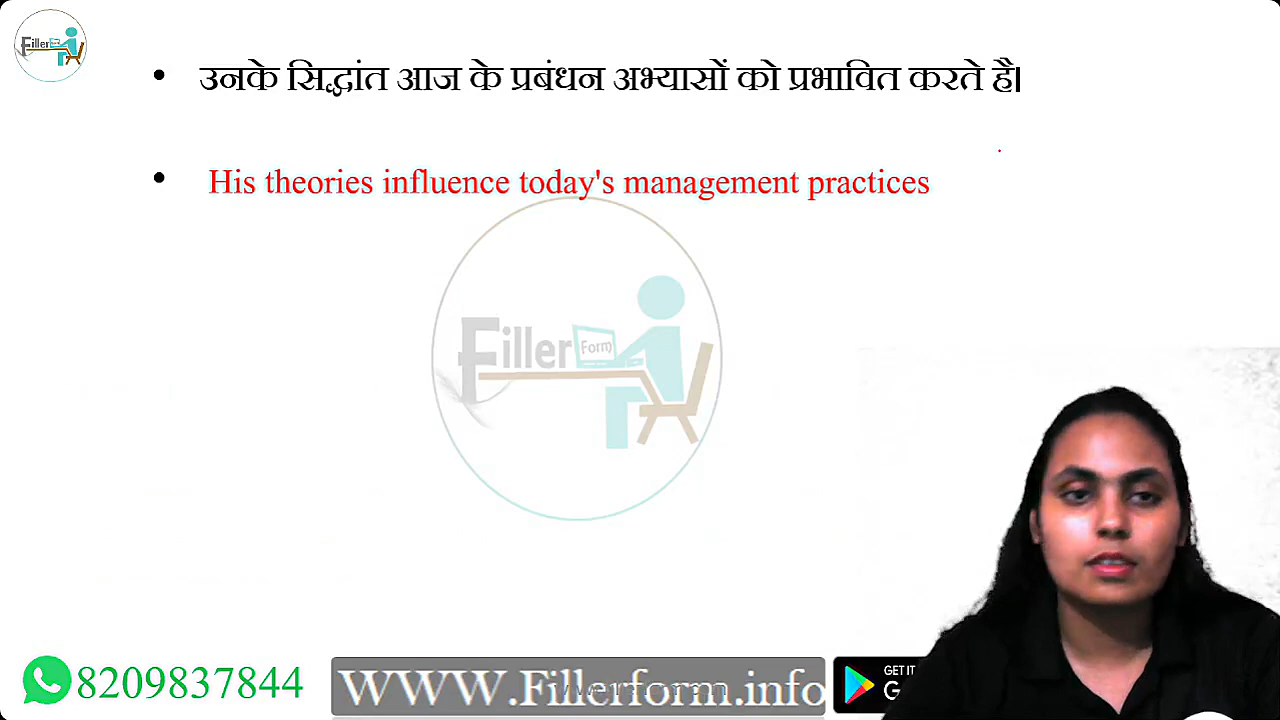 Filler Form
• उनके सिद्धांत आज के प्रबंधन अभ्यासों को प्रभावित करते है।
• His theories influence today's management practices
Filler Form
8209837844
WWW.Fillerform.info
GET IT
G